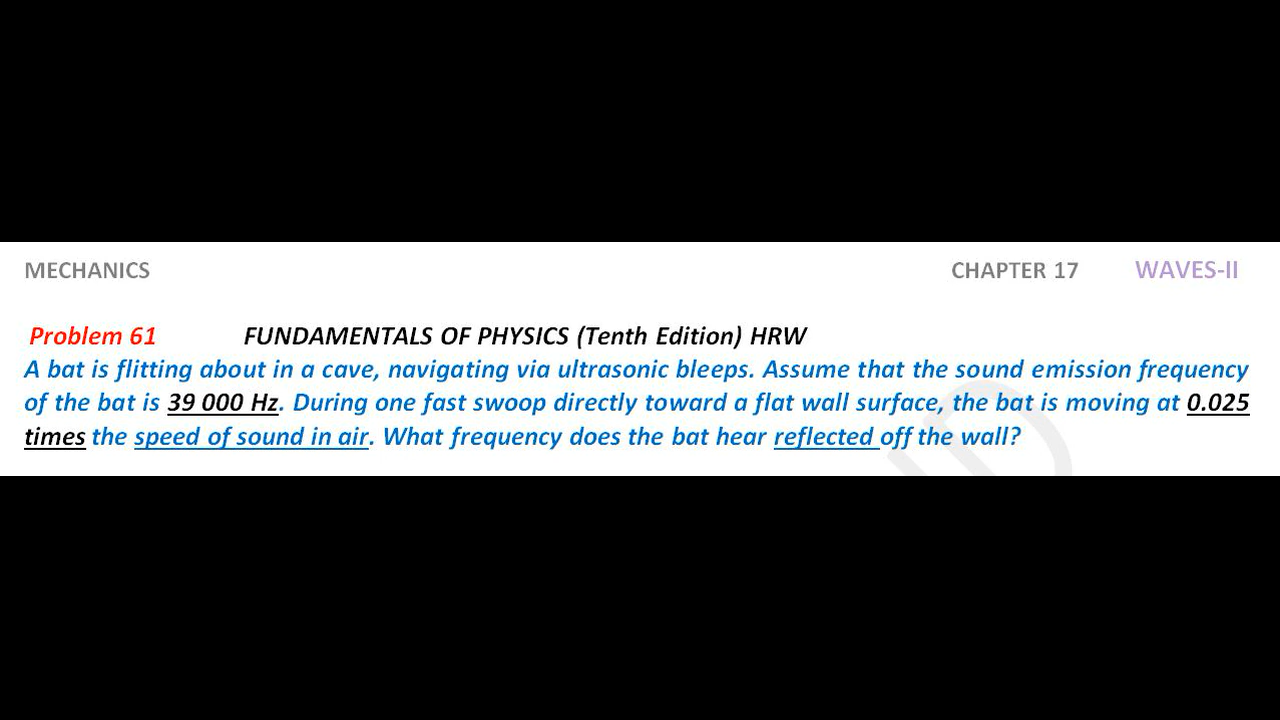 MECHANICS CHAPTER 17 WAVES-II
Problem 61 FUNDAMENTALS OF PHYSICS (Tenth Edition) HRW
A bat is flitting about in a cave, navigating via ultrasonic bleeps. Assume that the sound emission frequency
of the bat is 39 000 Hz. During one fast swoop directly toward a flat wall surface, the bat is moving at 0.025
times the speed of sound in air. What frequency does the bat hear reflected off the wall?